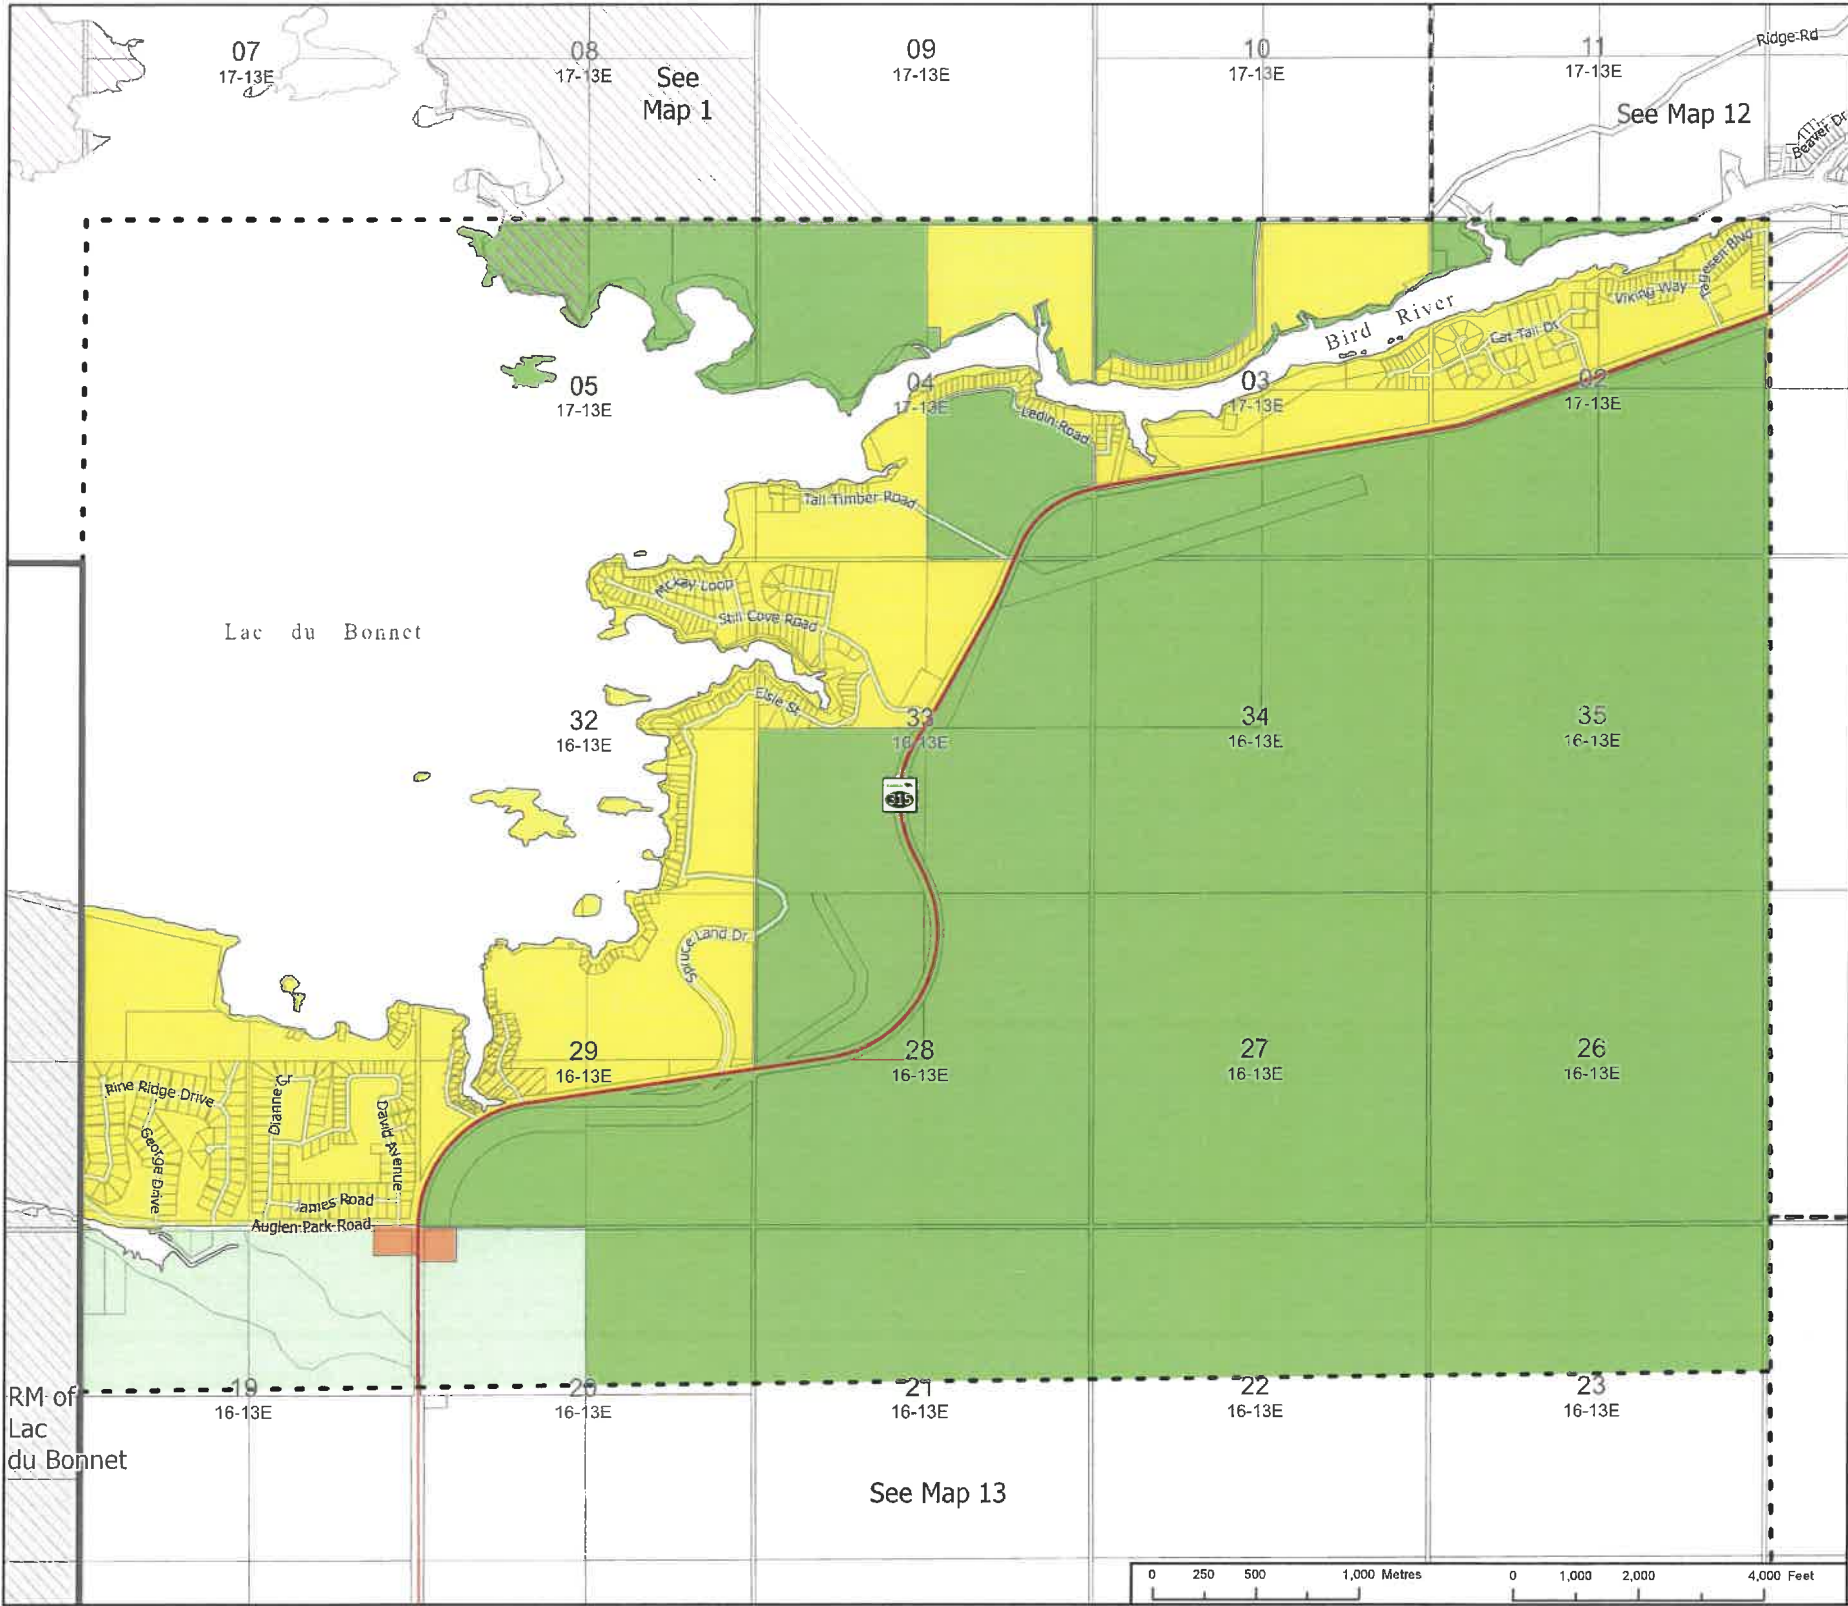 07
17-13E
08
17-13E
See
Map 1
09
17-13E
10
17-13E
11
17-13E
Ridge Rd
See Map 12
Beaver Dr
Tagesen Blvd
Viking Way
Cat Tail Dr
Bird River
05
17-13E
04
17-13E
03
17-13E
02
17-13E
Ledin Road
Tall Timber Road
McKay Loop
Still Cove Road
Lac du Bonnet
Elsie St
32
16-13E
33
16-13E
34
16-13E
35
16-13E
315
Spruce Land Dr
29
16-13E
28
16-13E
27
16-13E
26
16-13E
Pine Ridge Drive
George Drive
Dianne Cr
David Avenue
James Road
Auglen Park Road
RM of
Lac
du Bonnet
19
16-13E
20
16-13E
21
16-13E
22
16-13E
23
16-13E
See Map 13
0 250 500 1,000 Metres
0 1,000 2,000 4,000 Feet